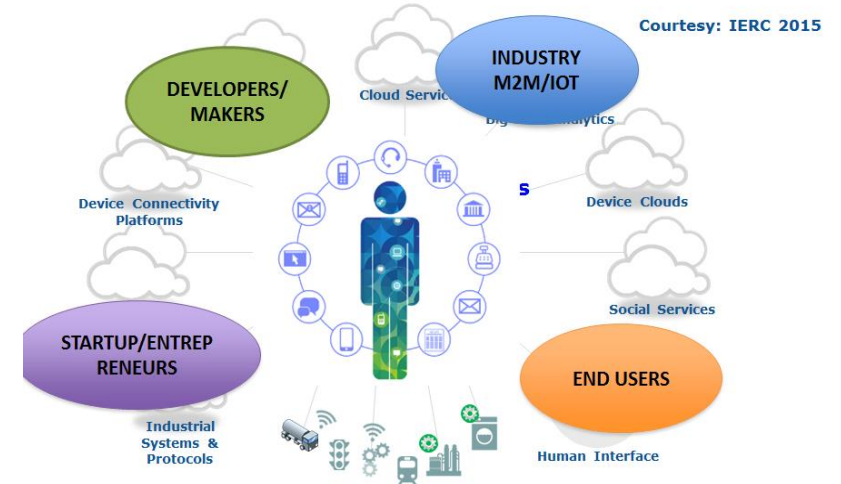 Courtesy: IERC 2015
INDUSTRY
M2M/IOT
DEVELOPERS/
MAKERS
Cloud Servic
s
Device Connectivity
Platforms
Device Clouds
Social Services
STARTUP/ENTREP
RENEURS
END USERS
Industrial
Systems &
Protocols
Human Interface